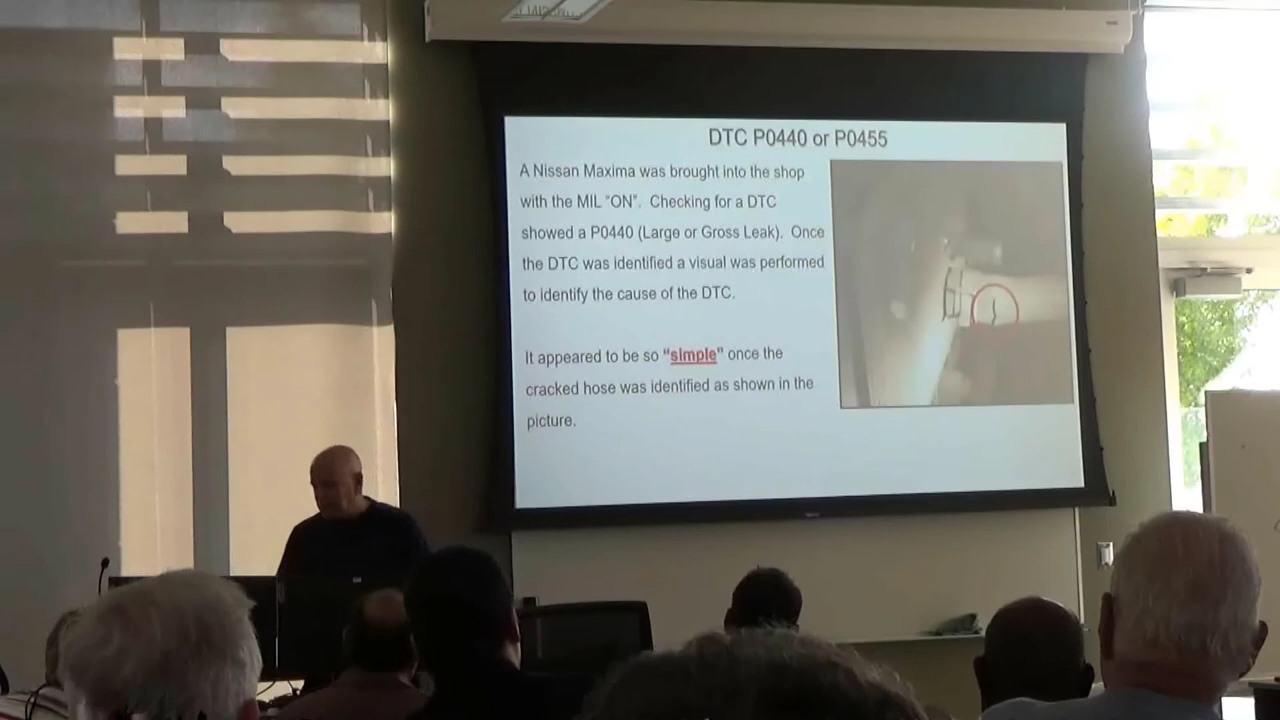 DTC P0440 or P0455
A Nissan Maxima was brought into the shop
with the MIL "ON". Checking for a DTC
showed a P0440 (Large or Gross Leak). Once
the DTC was identified a visual was performed
to identify the cause of the DTC.
It appeared to be so "simple" once the
cracked hose was identified as shown in the
picture.